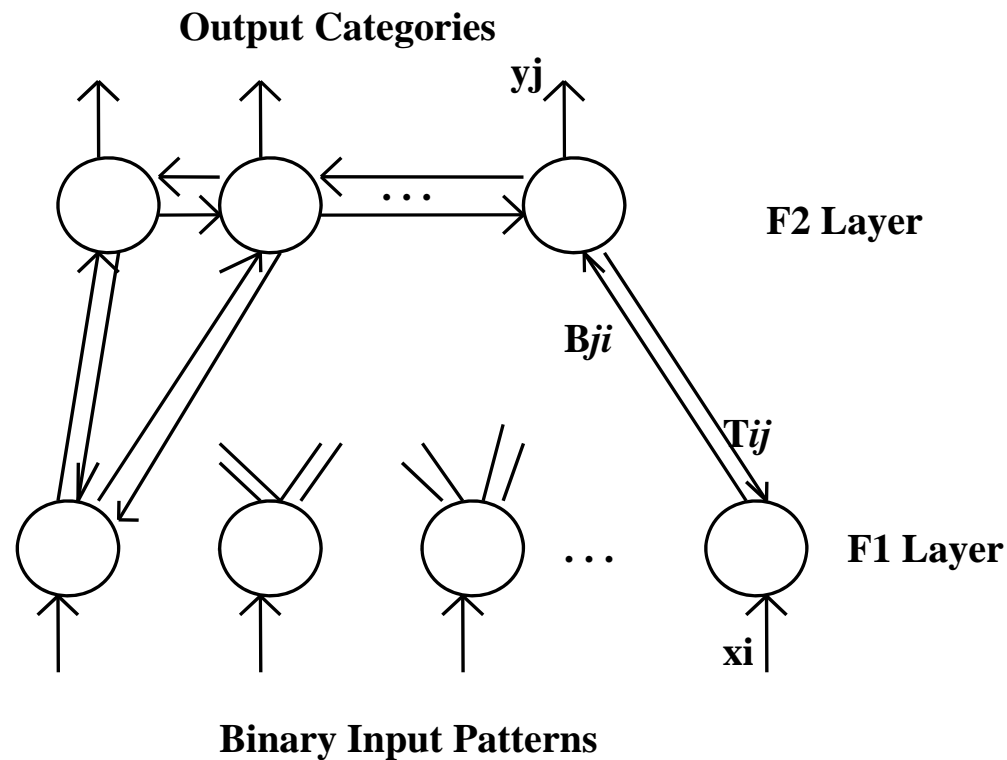 Output Categories
yj
. . .
F2 Layer
Bji
Tij
. . .
F1 Layer
xi
Binary Input Patterns